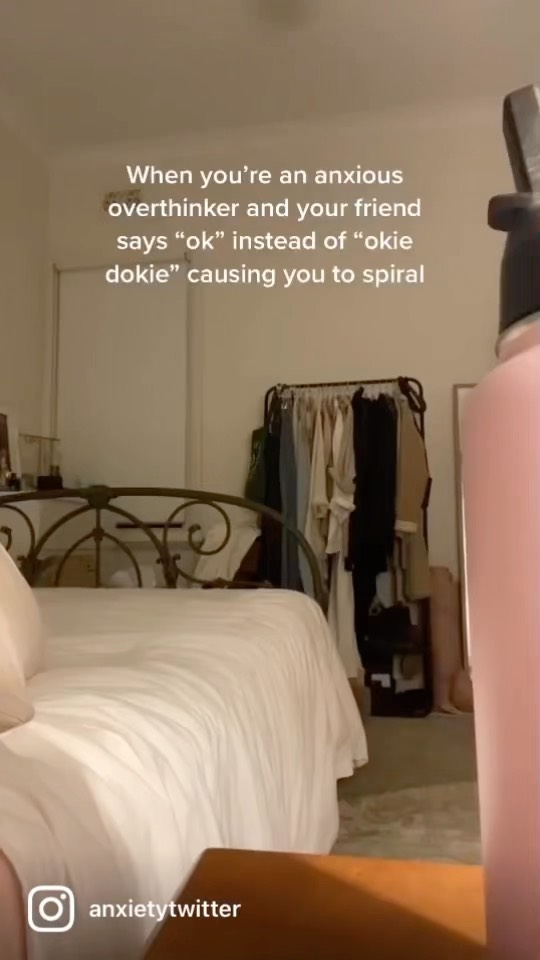 When you’re an anxious
overthinker and your friend
says “ok” instead of “okie
dokie” causing you to spiral
anxietytwitter